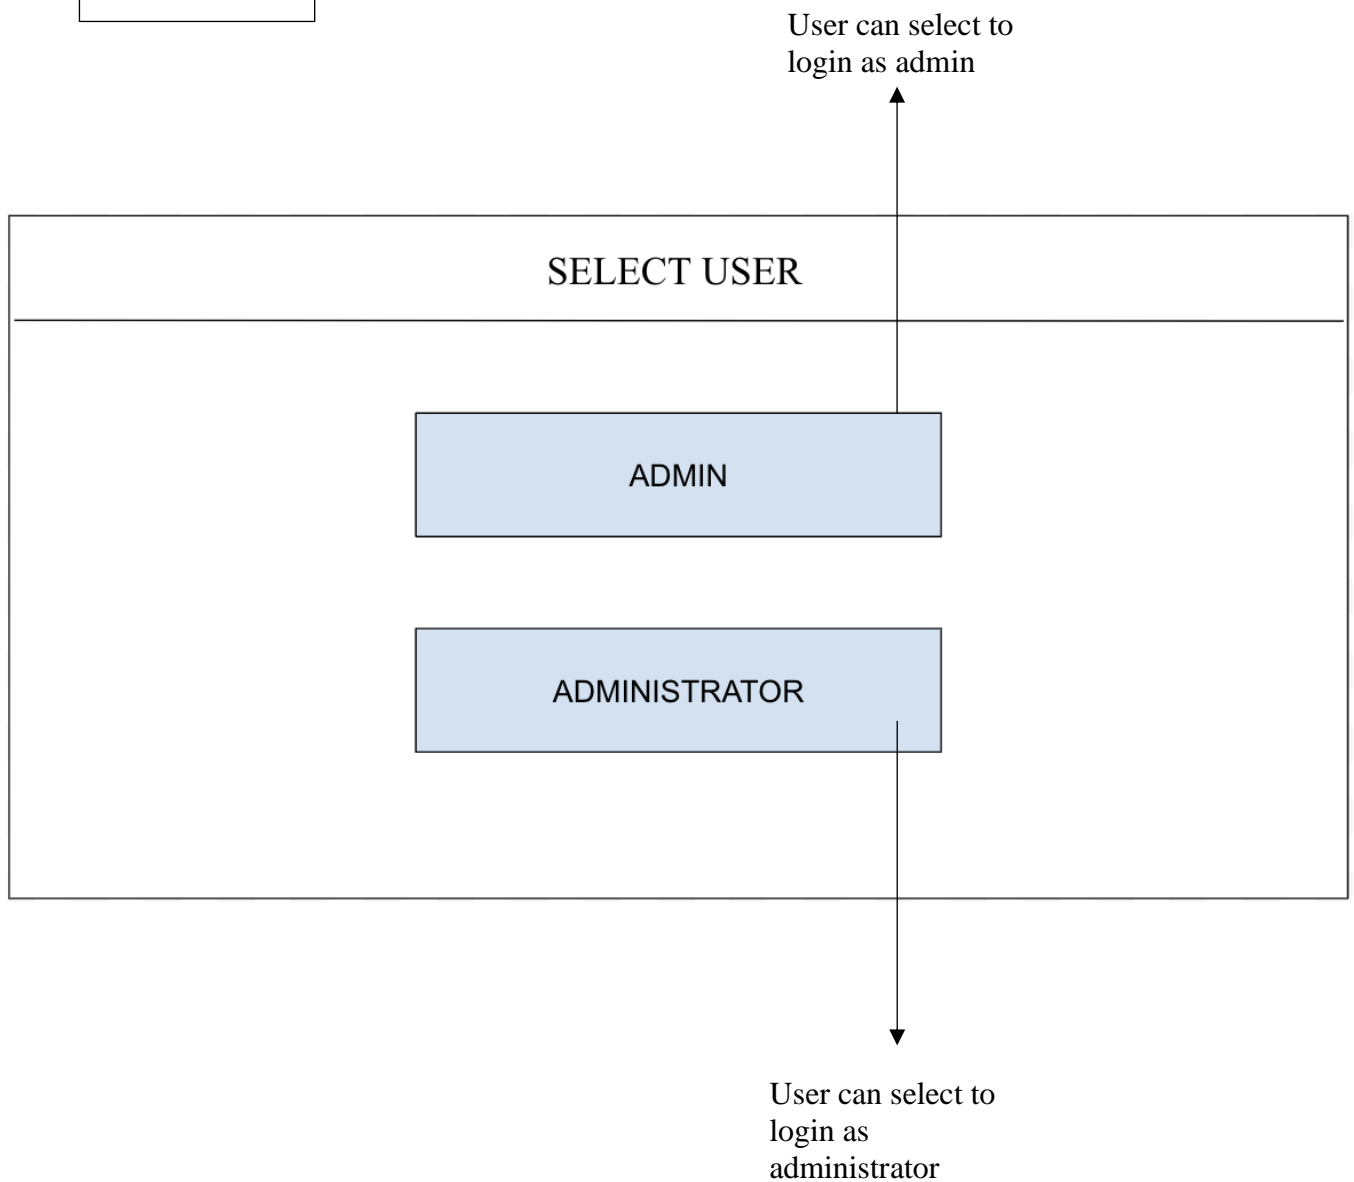 User can select to
login as admin
SELECT USER
ADMIN
ADMINISTRATOR
User can select to
login as
administrator